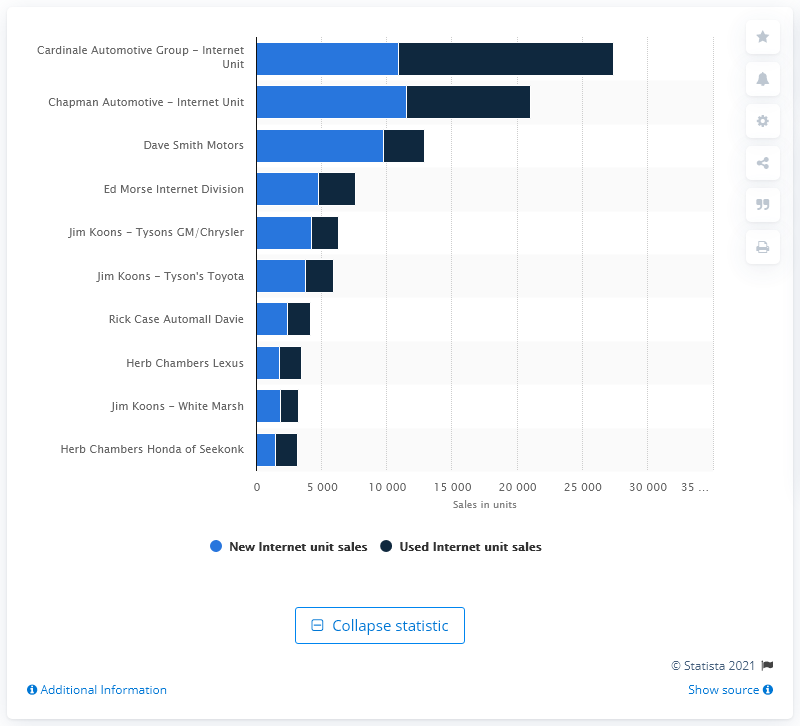 Cardinale Automotive Group – Internet
Unit
Chapman Automotive – Internet Unit
Dave Smith Motors
Ed Morse Internet Division
Jim Koons – Tysons GM/Chrysler
Jim Koons – Tyson's Toyota
Rick Case Automall Davie
Herb Chambers Lexus
Jim Koons – White Marsh
Herb Chambers Honda of Seekonk
0 5 000 10 000 15 000 20 000 25 000 30 000 35 ...
Sales in units
New Internet unit sales Used Internet unit sales
Collapse statistic
© Statista 2021
Additional Information Show source